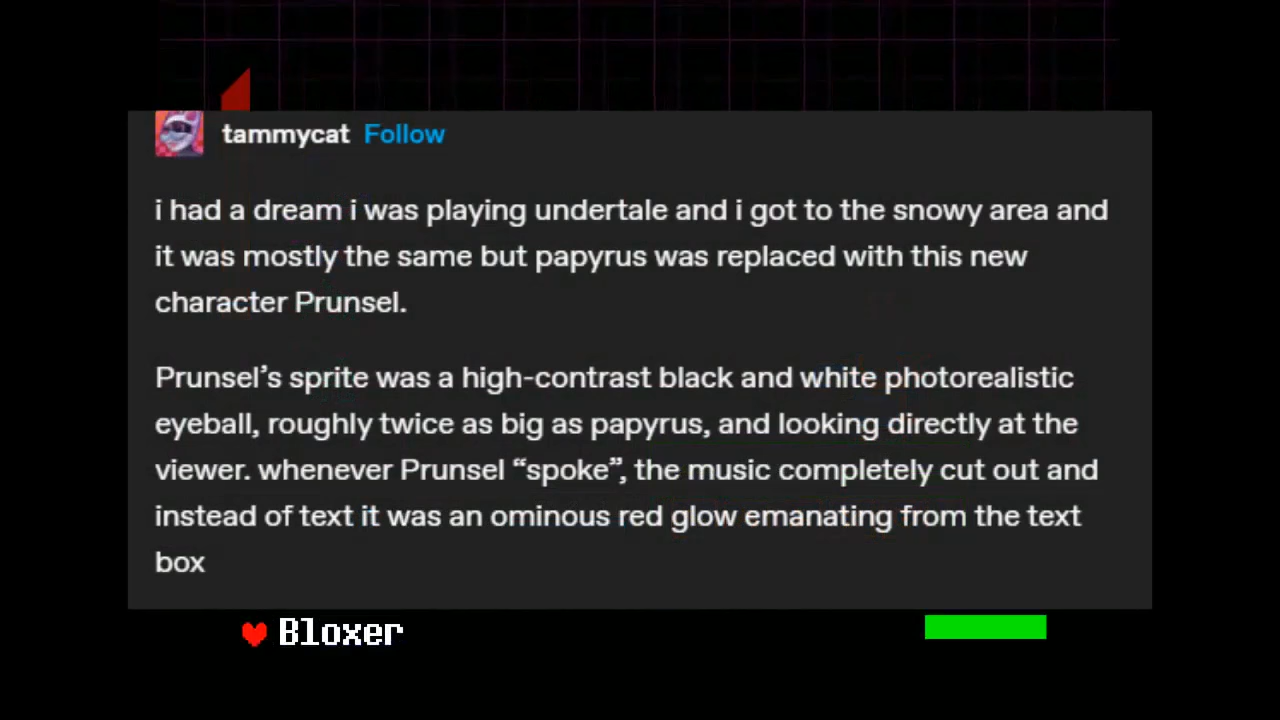 tammycat Follow
i had a dream i was playing undertale and i got to the snowy area and
it was mostly the same but papyrus was replaced with this new
character Prunsel.
Prunsel’s sprite was a high-contrast black and white photorealistic
eyeball, roughly twice as big as papyrus, and looking directly at the
viewer. whenever Prunsel “spoke”, the music completely cut out and
instead of text it was an ominous red glow emanating from the text
box
Bloxer